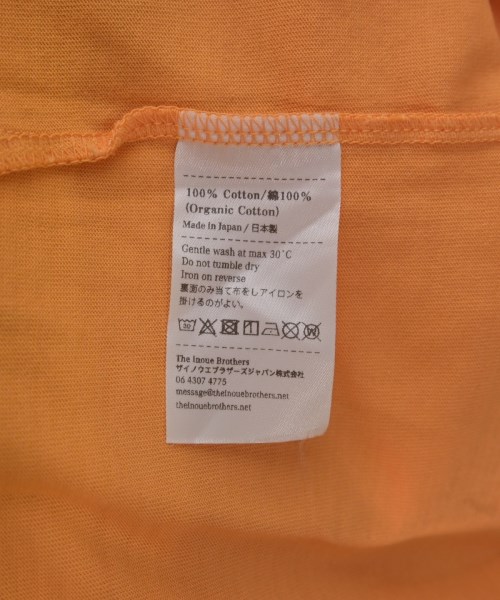 100% Cotton/綿100%
(Organic Cotton)
Made in Japan / 日本製
Gentle wash at max 30°C
Do not tumble dry
Iron on reverse
裏面のみ当て布をしアイロンを
掛けるのがよい。
30
W
The Inoue Brothers
ザイノウエブラザーズジャパン株式会社
06 4307 4775
message@theinouebrothers.net
theinouebrothers.net